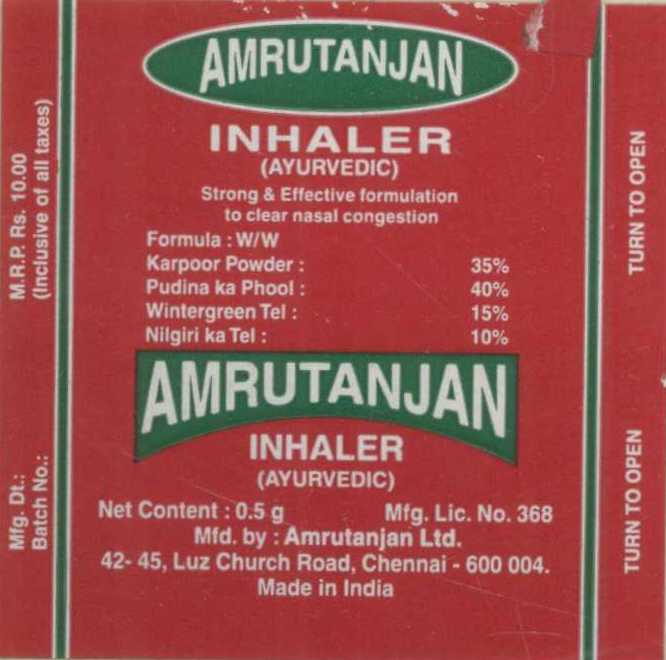 AMRUTANJAN
INHALER
(AYURVEDIC)
Strong & Effective formulation
to clear nasal congestion
Formula : W/W
Karpoor Powder : 35%
Pudina ka Phool : 40%
Wintergreen Tel : 15%
Nilgiri ka Tel : 10%
AMRUTANJAN
INHALER
(AYURVEDIC)
Net Content : 0.5 g Mfg. Lic. No. 368
Mfd. by : Amrutanjan Ltd.
42- 45, Luz Church Road, Chennai - 600 004.
Made in India
M.R.P. Rs. 10.00
(Inclusive of all taxes)
Mfg. Dt.:
Batch No.:
TURN TO OPEN
TURN TO OPEN